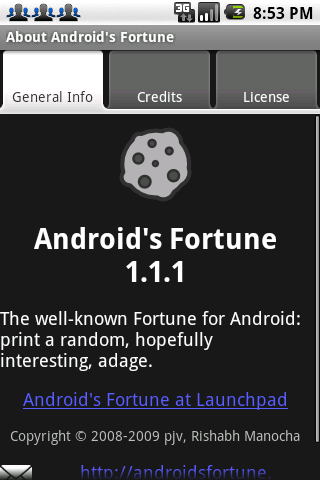 3G
8:53 PM
About Android's Fortune
General Info
Credits
License
Android's Fortune
1.1.1
The well-known Fortune for Android:
print a random, hopefully
interesting, adage.
Android's Fortune at Launchpad
Copyright © 2008-2009 pjv, Rishabh Manocha
http://androidsfortune.